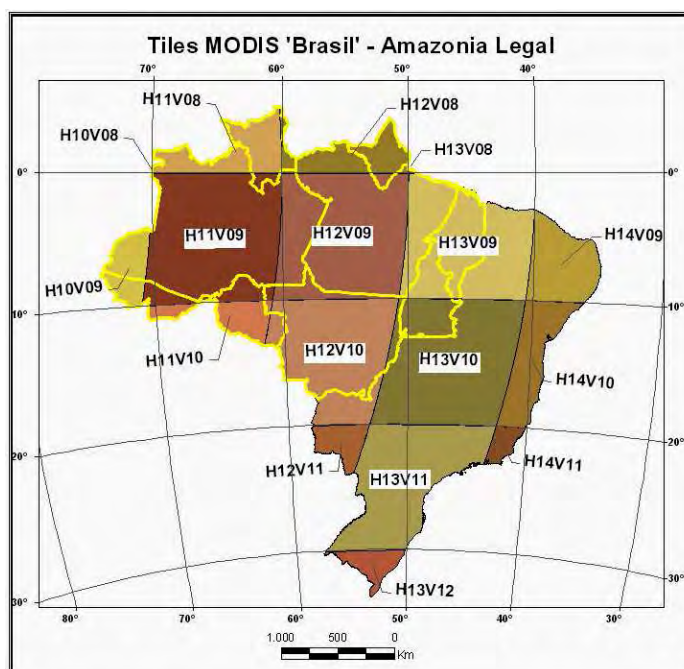 Tiles MODIS 'Brasil' - Amazonia Legal
70° 60° 50° 40°
H11V08
H12V08
H10V08
H13V08
0° 0°
H11V09
H12V09
H13V09
H14V09
H10V09
10° 10°
H11V10
H12V10
H13V10
H14V10
H12V11
H14V11
20° 20°
H13V11
H13V12
30° 30°
80° 70° 60° 50° 40° 30°
1.000 500 0
Km